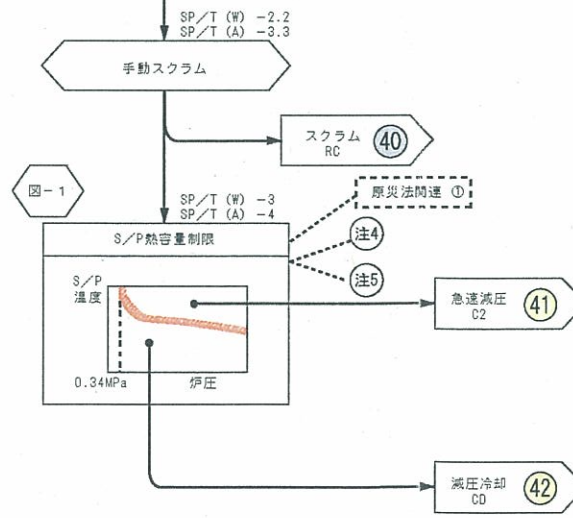 SP/T (W) -2.2
SP/T (A) -3.3
手動スクラム
スクラム
RC
40
図-1
SP/T (W) -3
SP/T (A) -4
原災法関連 ①
S/P熱容量制限
注4
注5
S/P
温度
0.34MPa
炉圧
急速減圧
C2
41
減圧冷却
CD
42